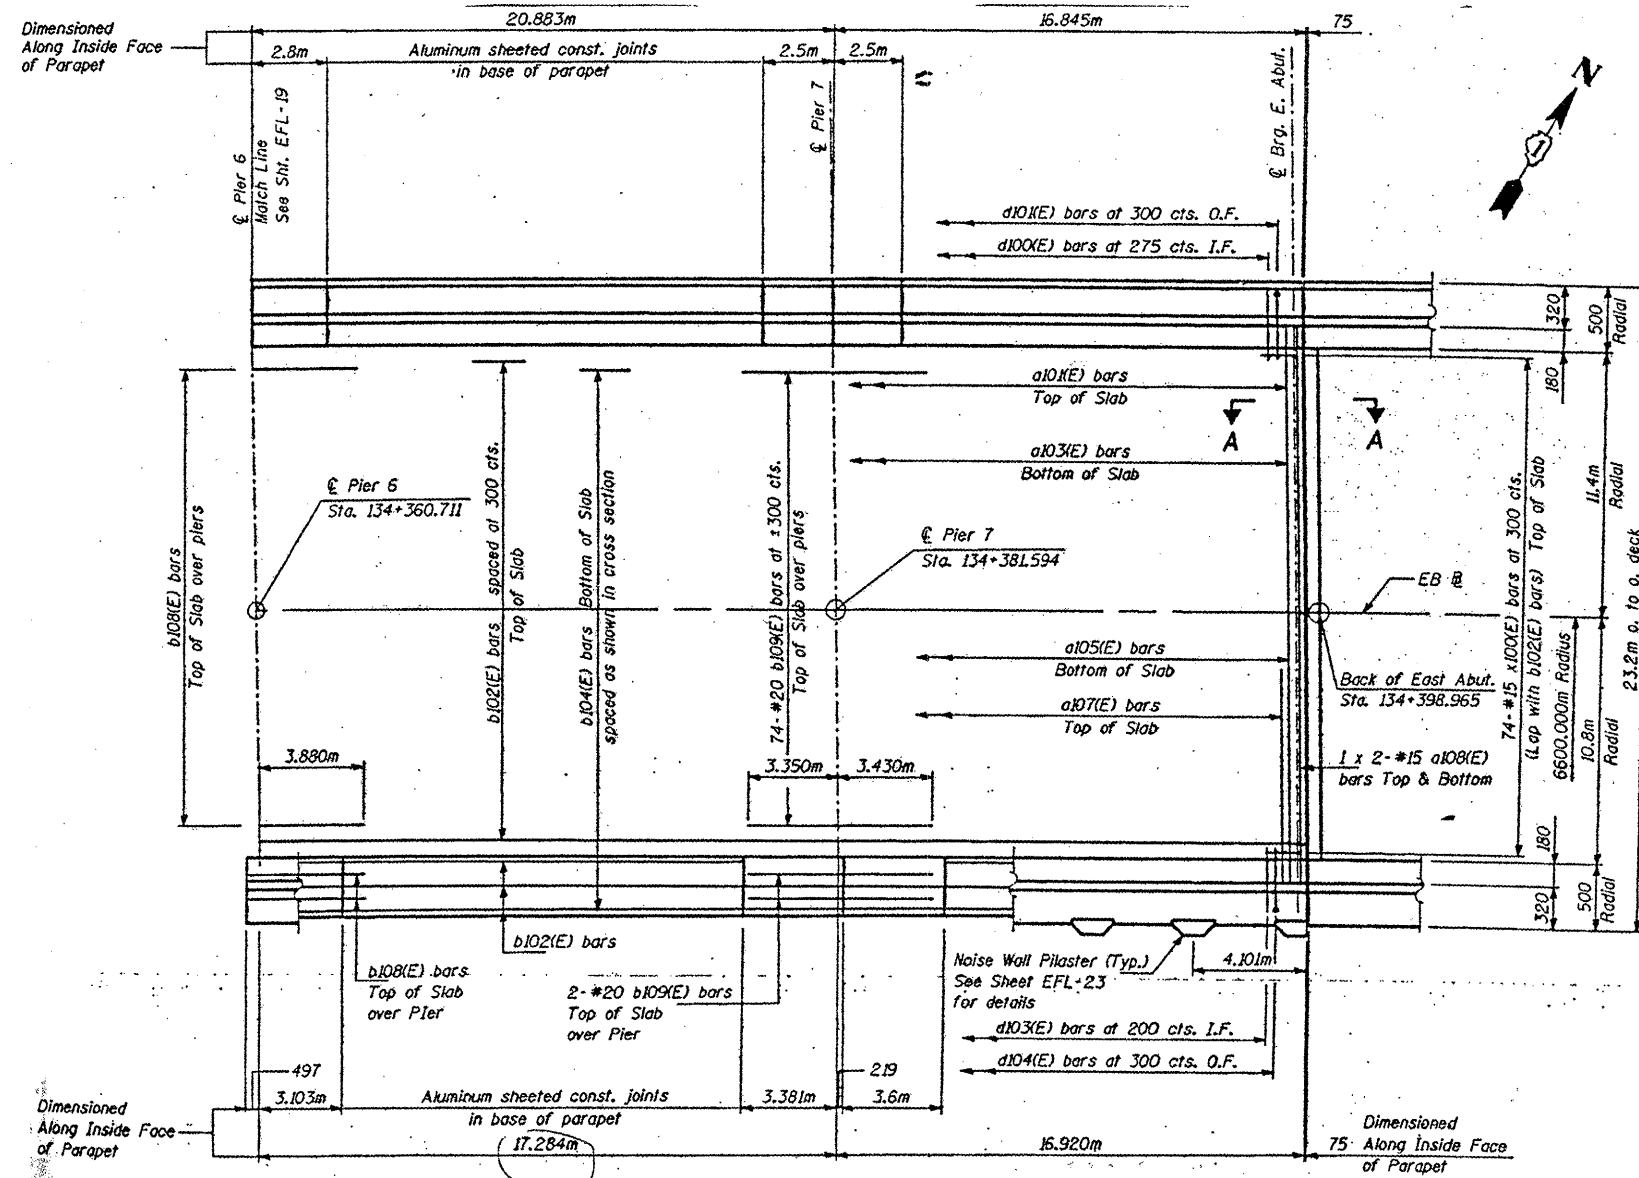 20.883m
16.845m
75
Dimensioned
Along Inside Face
of Parapet
2.8m
Aluminum sheeted const. joints
in base of parapet
2.5m
2.5m
℄ Pier 6
Match Line
See Sht. EFL-19
℄ Pier 7
℄ Brg. E. Abut.
N
1
d101(E) bars at 300 cts. O.F.
d100(E) bars at 275 cts. I.F.
320
500
Radial
180
a101(E) bars
Top of Slab
A
A
a103(E) bars
Bottom of Slab
b108(E) bars
Top of Slab over piers
℄ Pier 6
Sta. 134+360.711
b102(E) bars spaced at 300 cts.
Top of Slab
b104(E) bars Bottom of Slab
spaced as shown in cross section
74-#20 b109(E) bars at ±300 cts.
Top of Slab over piers
℄ Pier 7
Sta. 134+381.594
EB ⅊
74-#15 x100(E) bars at 300 cts.
(Lap with b102(E) bars) Top of Slab
11.4m
Radial
23.2m o. to o. deck
6600.000m Radius
10.8m
Radial
a105(E) bars
Bottom of Slab
a107(E) bars
Top of Slab
Back of East Abut.
Sta. 134+398.965
1 x 2-#15 a108(E)
bars Top & Bottom
3.880m
3.350m
3.430m
180
320
500
Radial
b102(E) bars
b108(E) bars
Top of Slab
over Pier
2-#20 b109(E) bars
Top of Slab
over Pier
Noise Wall Pilaster (Typ.)
See Sheet EFL-23
for details
4.101m
d103(E) bars at 200 cts. I.F.
d104(E) bars at 300 cts. O.F.
497
219
3.103m
Aluminum sheeted const. joints
in base of parapet
3.381m
3.6m
Dimensioned
Along Inside Face
of Parapet
17.284m
16.920m
75
Dimensioned
Along Inside Face
of Parapet